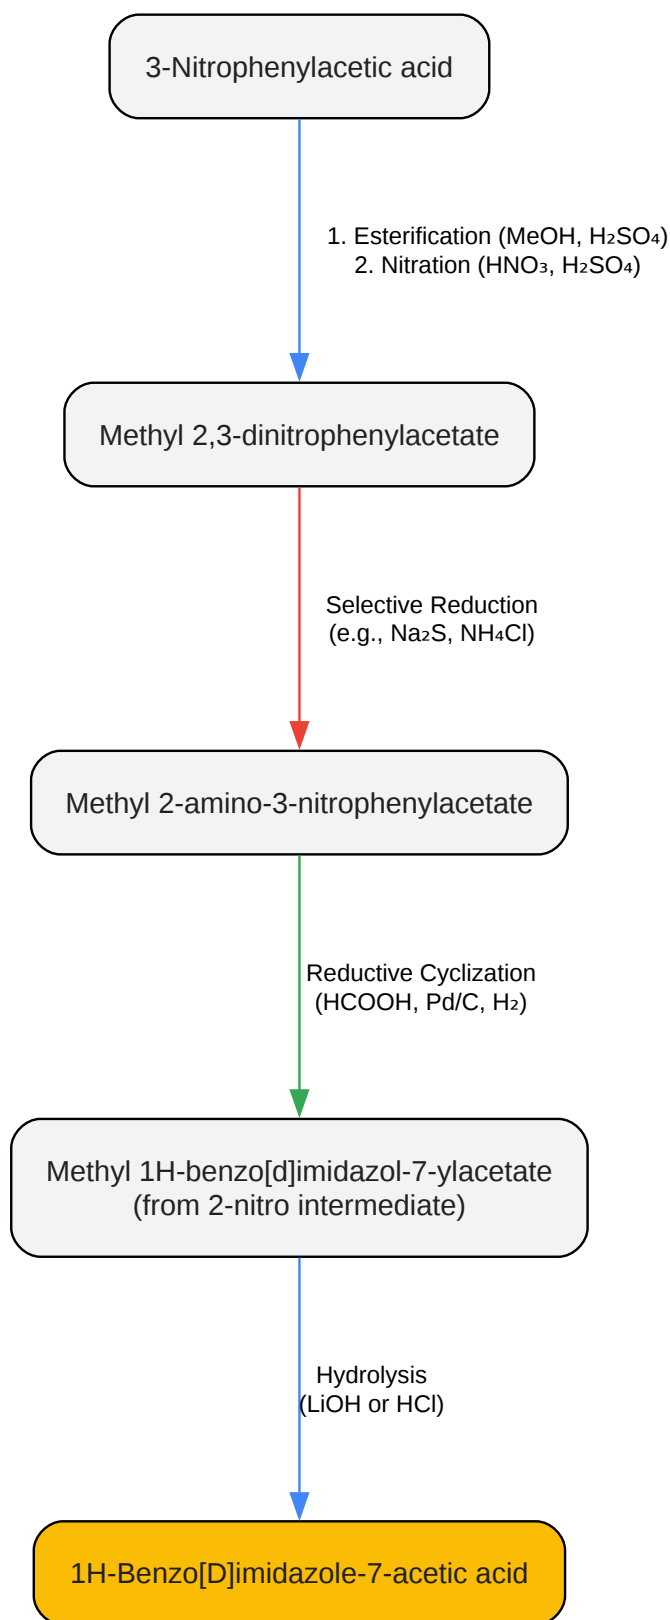 3-Nitrophenylacetic acid
1. Esterification (MeOH, H₂SO₄)
2. Nitration (HNO₃, H₂SO₄)
Methyl 2,3-dinitrophenylacetate
Selective Reduction
(e.g., Na₂S, NH₄Cl)
Methyl 2-amino-3-nitrophenylacetate
Reductive Cyclization
(HCOOH, Pd/C, H₂)
Methyl 1H-benzo[d]imidazol-7-ylacetate
(from 2-nitro intermediate)
Hydrolysis
(LiOH or HCl)
1H-Benzo[D]imidazole-7-acetic acid